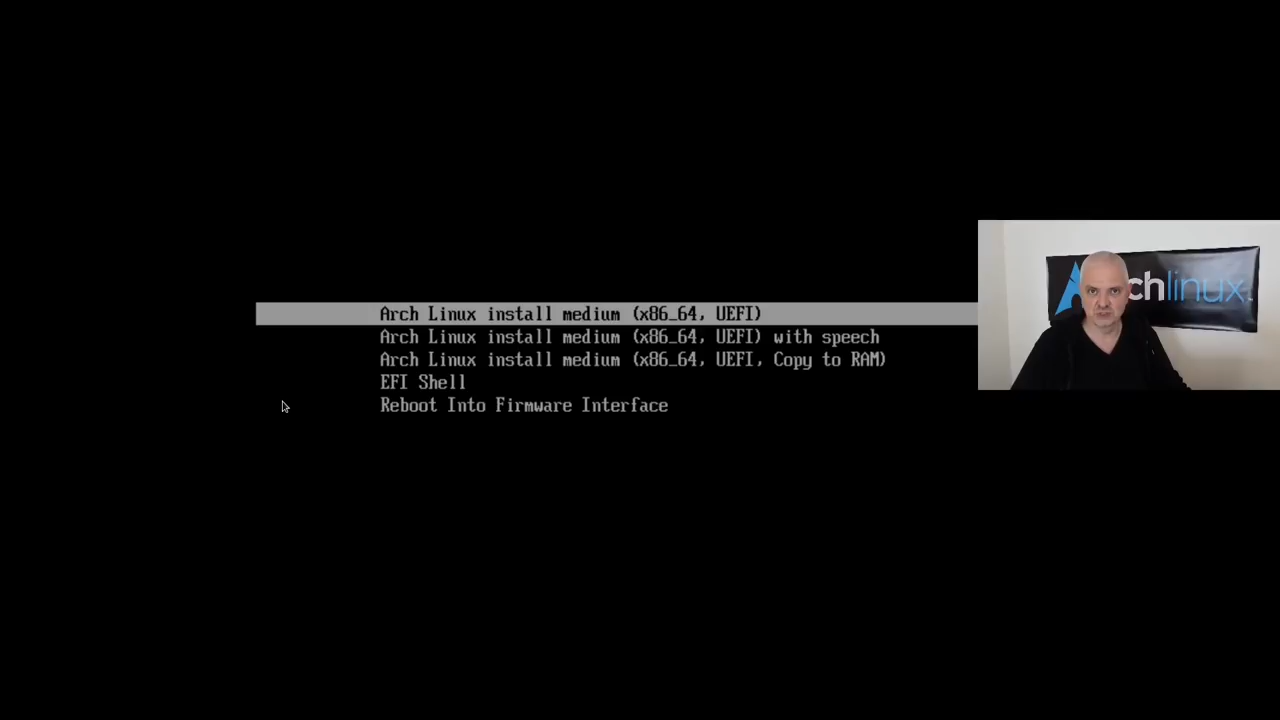 Arch Linux install medium (x86_64, UEFI)
Arch Linux install medium (x86_64, UEFI) with speech
Arch Linux install medium (x86_64, UEFI, Copy to RAM)
EFI Shell
Reboot Into Firmware Interface
chlinux